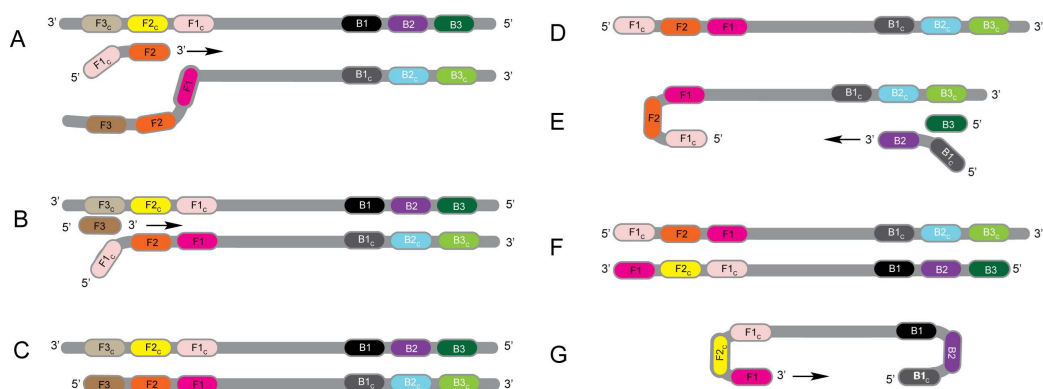 A
3' F3c F2c F1c B1 B2 B3 5'
F1c F2 3'
5'
F1 B1c B2c B3c 3'
F3 F2
B
3' F3c F2c F1c B1 B2 B3 5'
5' F3 3'
F1c F2 F1 B1c B2c B3c 3'
5'
C
3' F3c F2c F1c B1 B2 B3 5'
5' F3 F2 F1 B1c B2c B3c 3'
D
5' F1c F2 F1 B1c B2c B3c 3'
E
F1 B1c B2c B3c 3'
F2
B3 5'
F1c 5' 3' B2
B1c
5'
F
5' F1c F2 F1 B1c B2c B3c 3'
3' F1 F2c F1c B1 B2 B3 5'
G
F1c B1
F2c B2
F1 3' 5' B1c